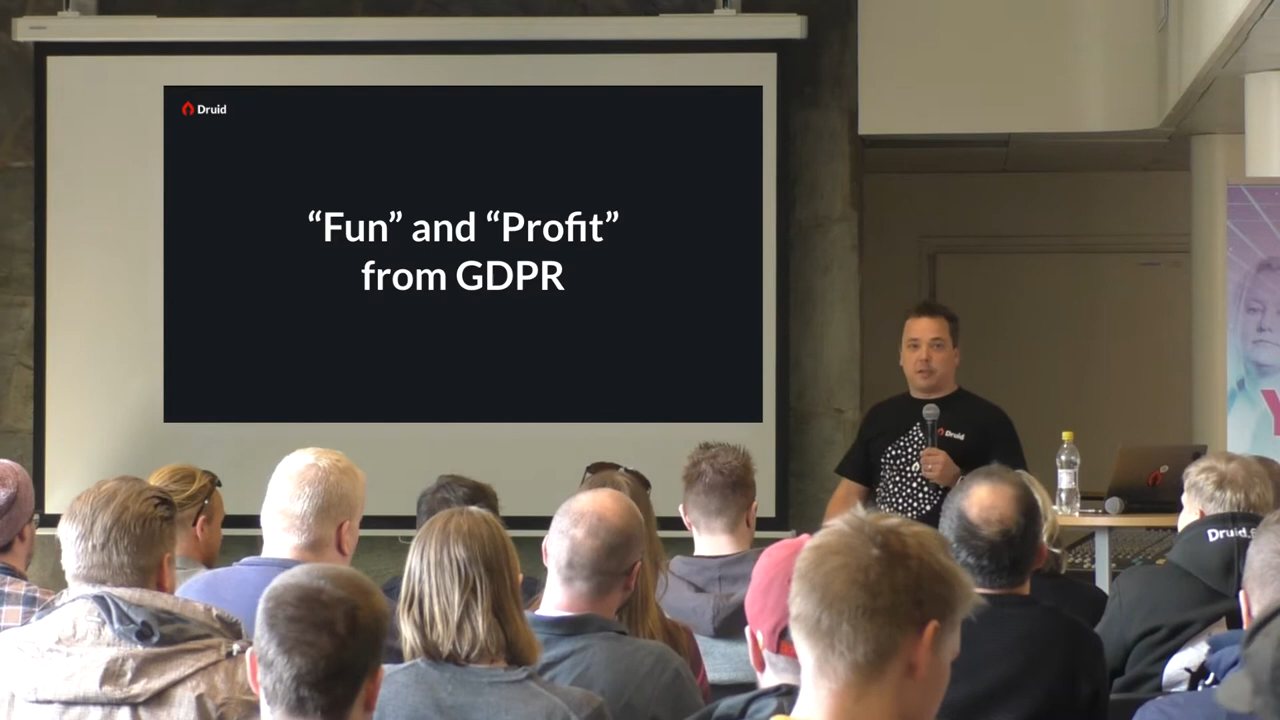 Druid
“Fun” and “Profit”
from GDPR
Druid
Druid.
Y